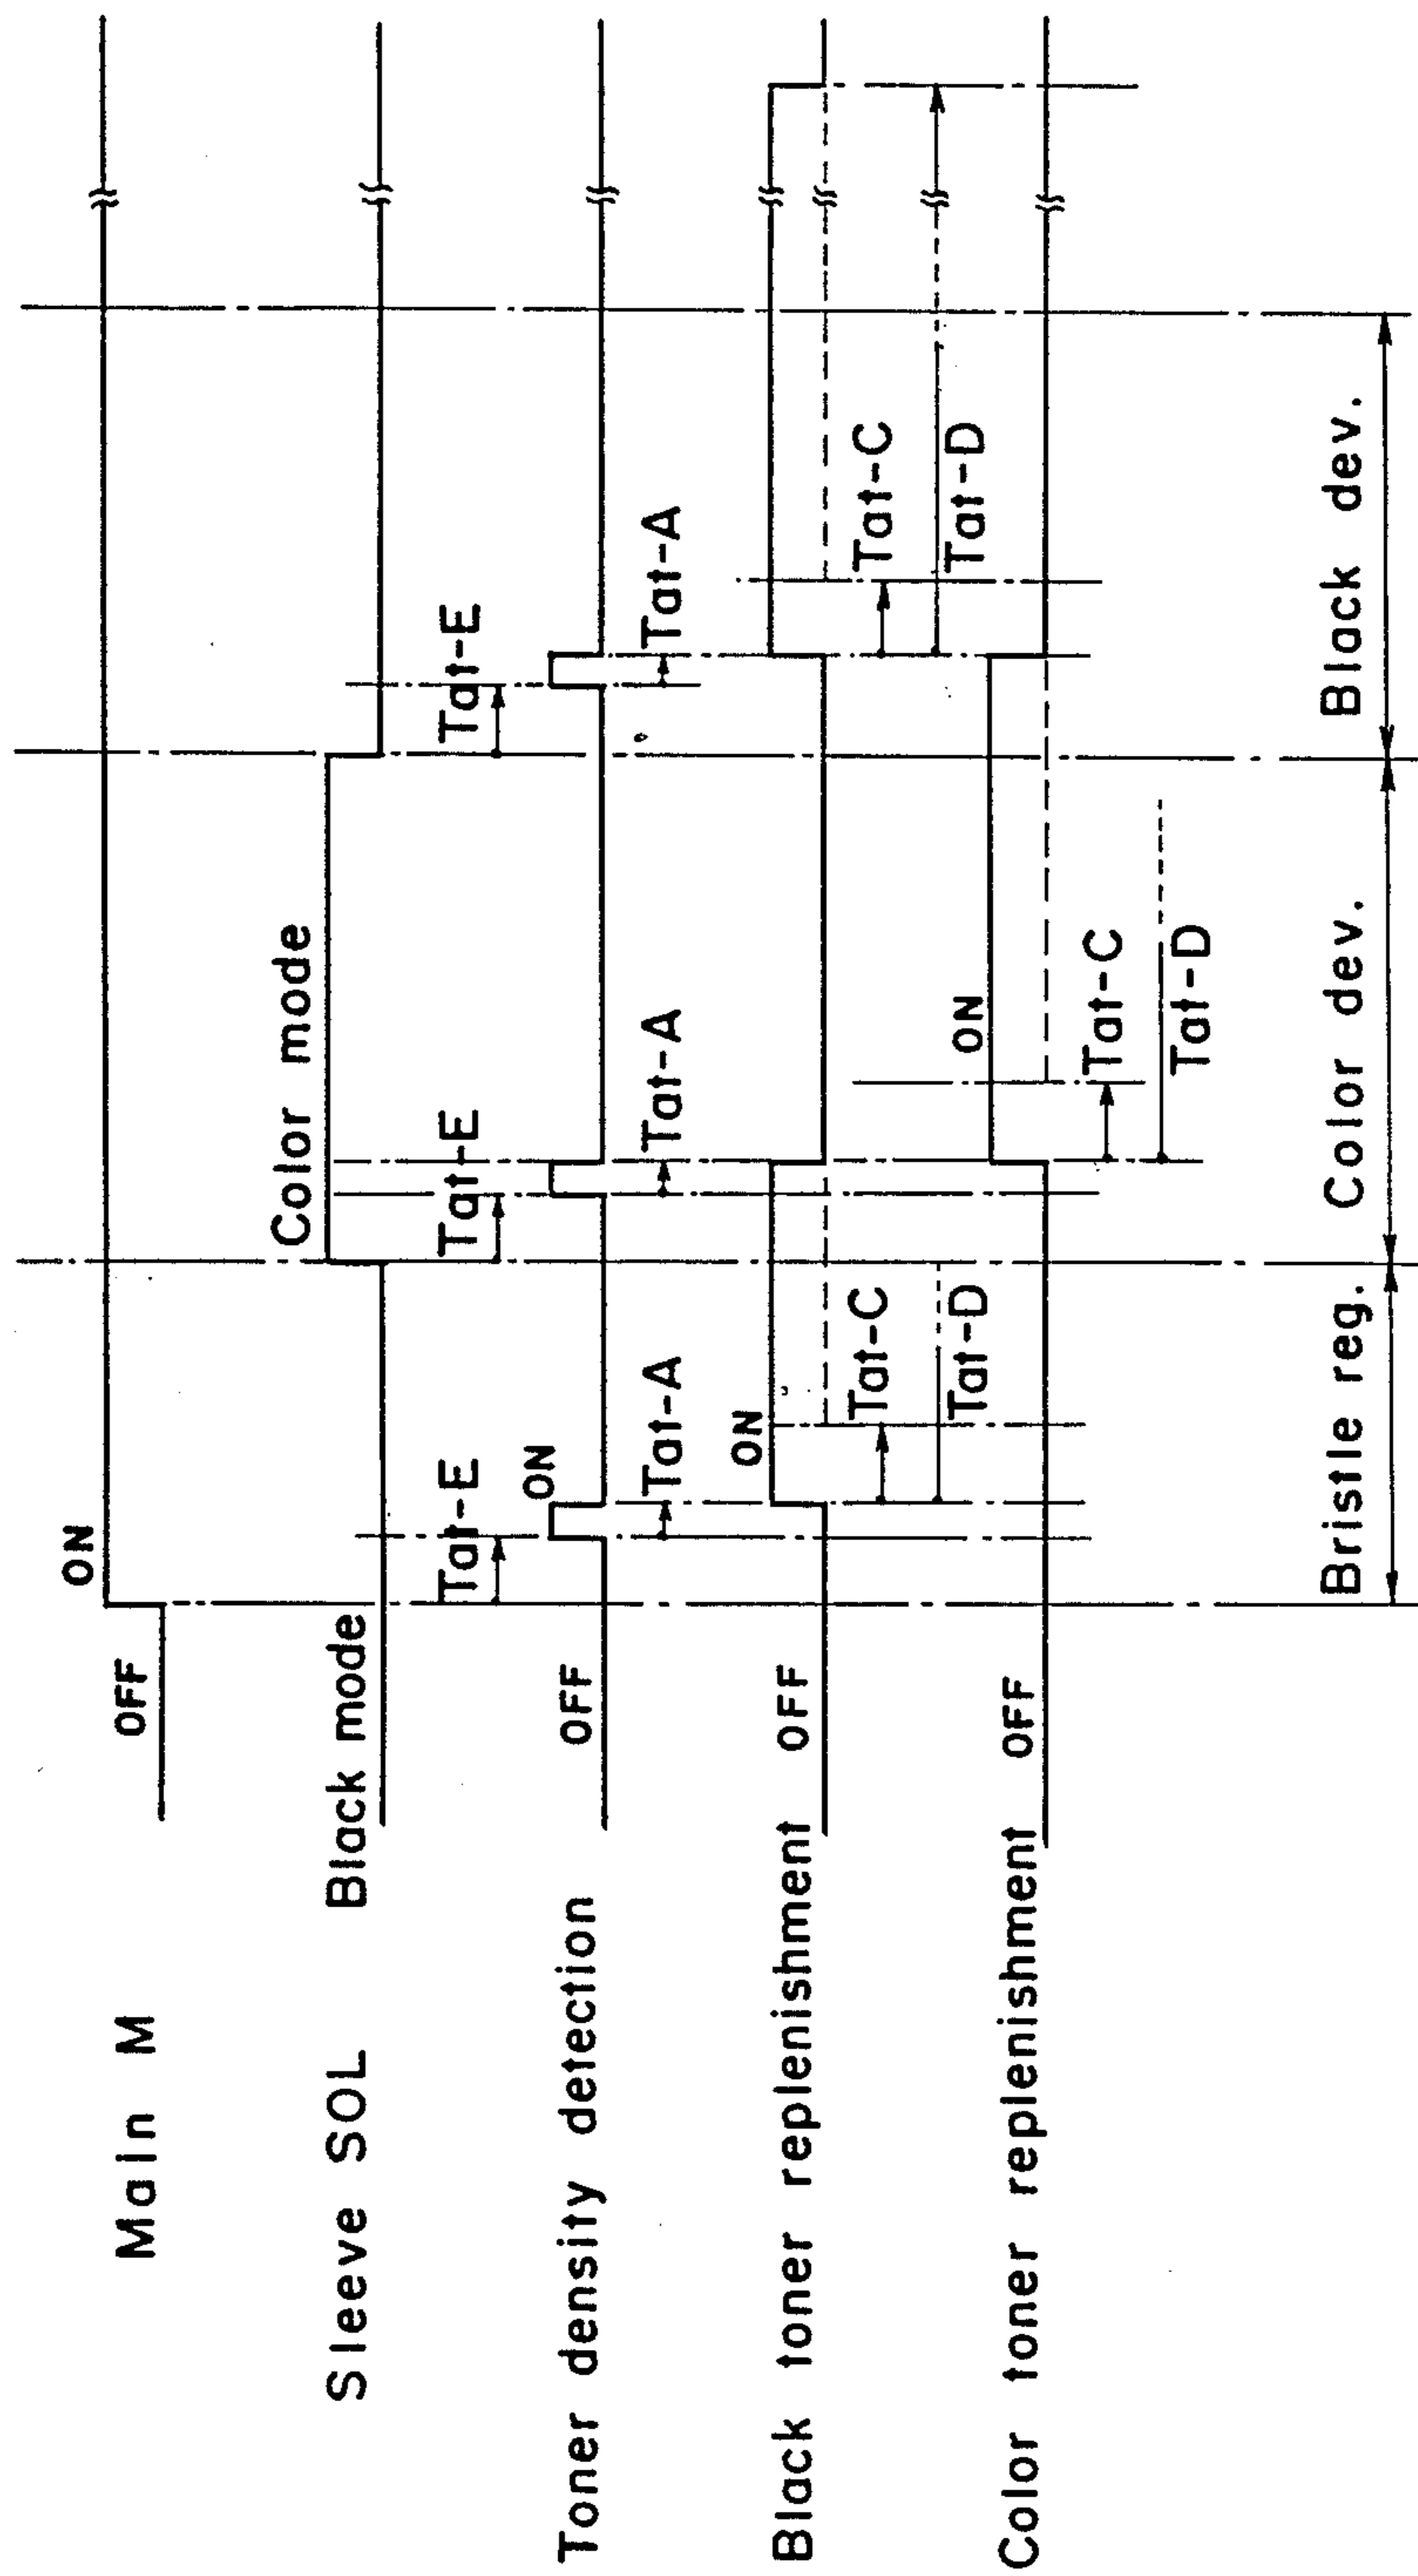 Main M
OFF
ON
Sleeve SOL
Black mode
Color mode
Tat-E
Tat-E
Tat-E
Toner density detection
OFF
ON
Tat-A
Tat-A
Tat-A
Black toner replenishment
OFF
ON
Tat-C
Tat-C
Tat-D
Tat-D
Color toner replenishment
OFF
ON
Tat-C
Tat-D
Bristle reg.
Color dev.
Black dev.